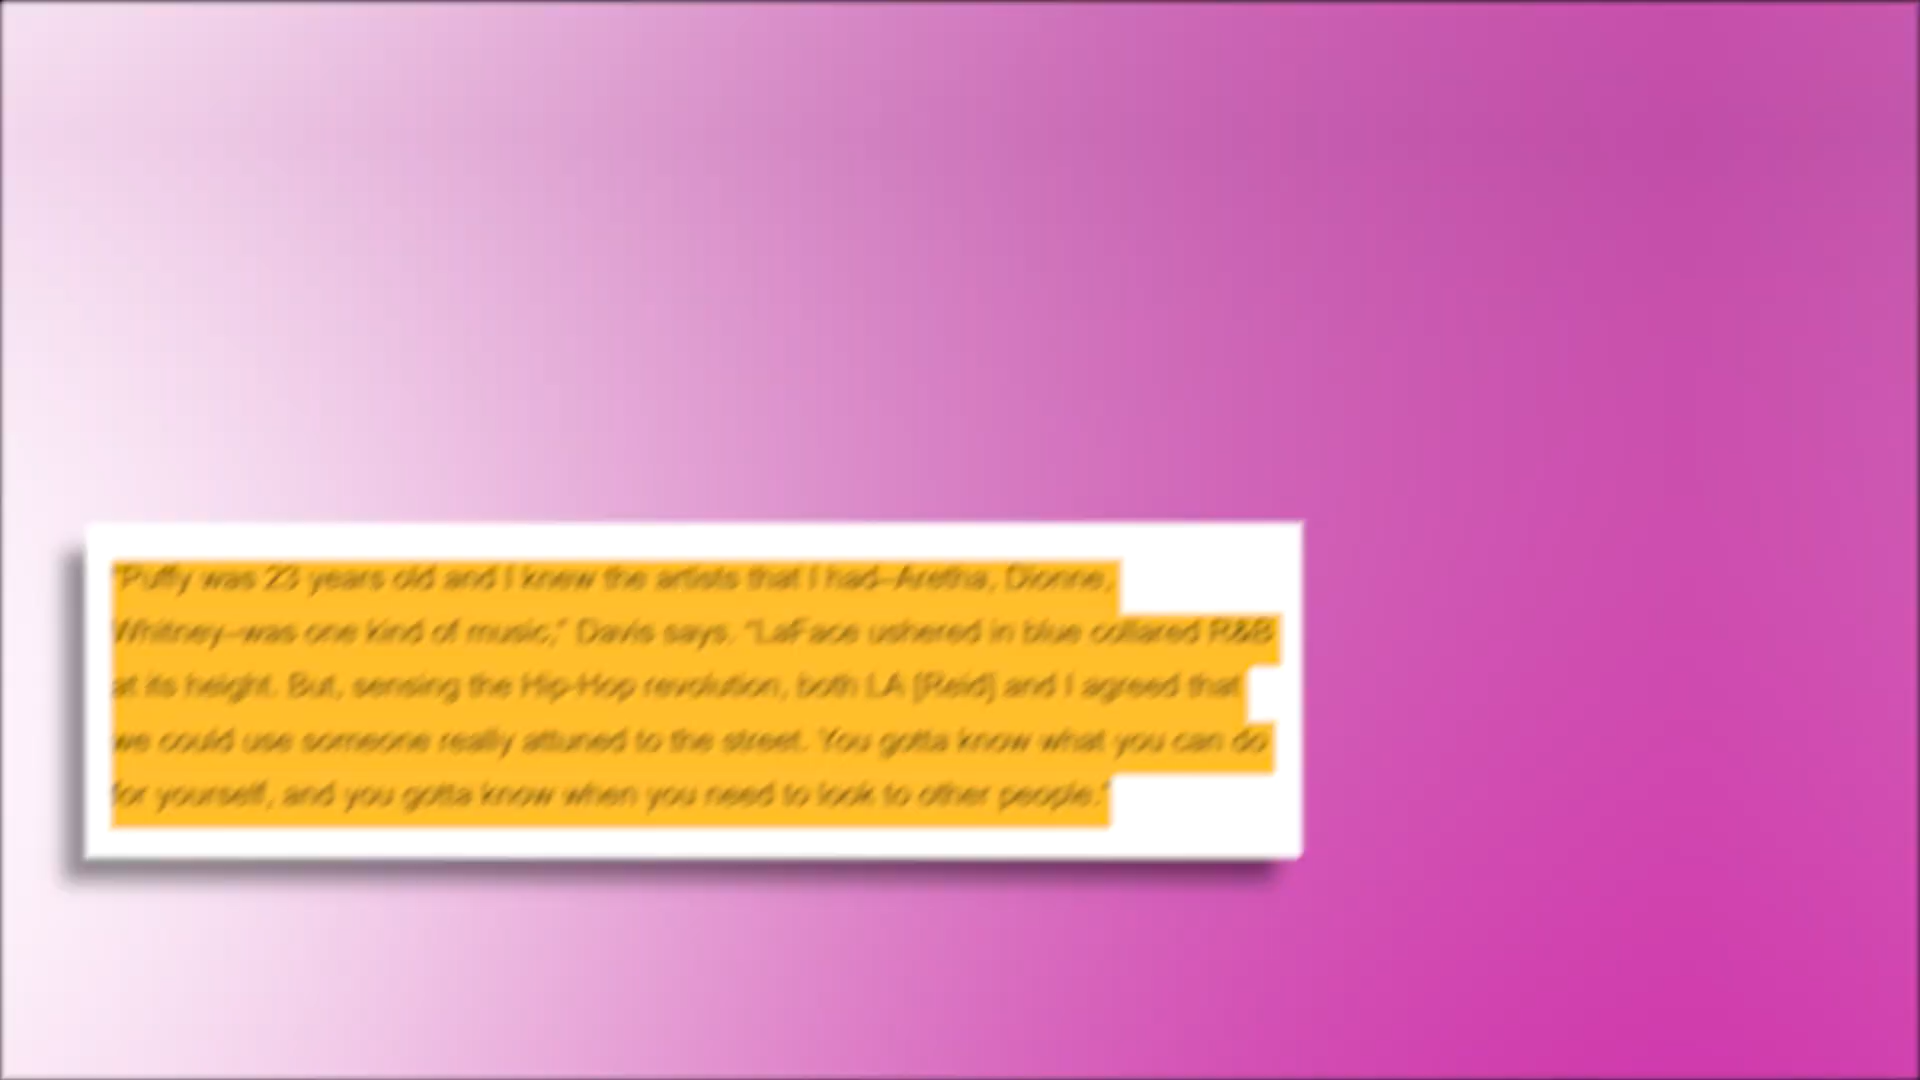 "Puffy was 23 years old and I knew the artists that I had–Aretha, Dionne,
Whitney–was one kind of music," Davis says. "LaFace ushered in blue collared R&B
at its height. But, sensing the Hip-Hop revolution, both LA [Reid] and I agreed that
we could use someone really attuned to the street. You gotta know what you can do
for yourself, and you gotta know when you need to look to other people."